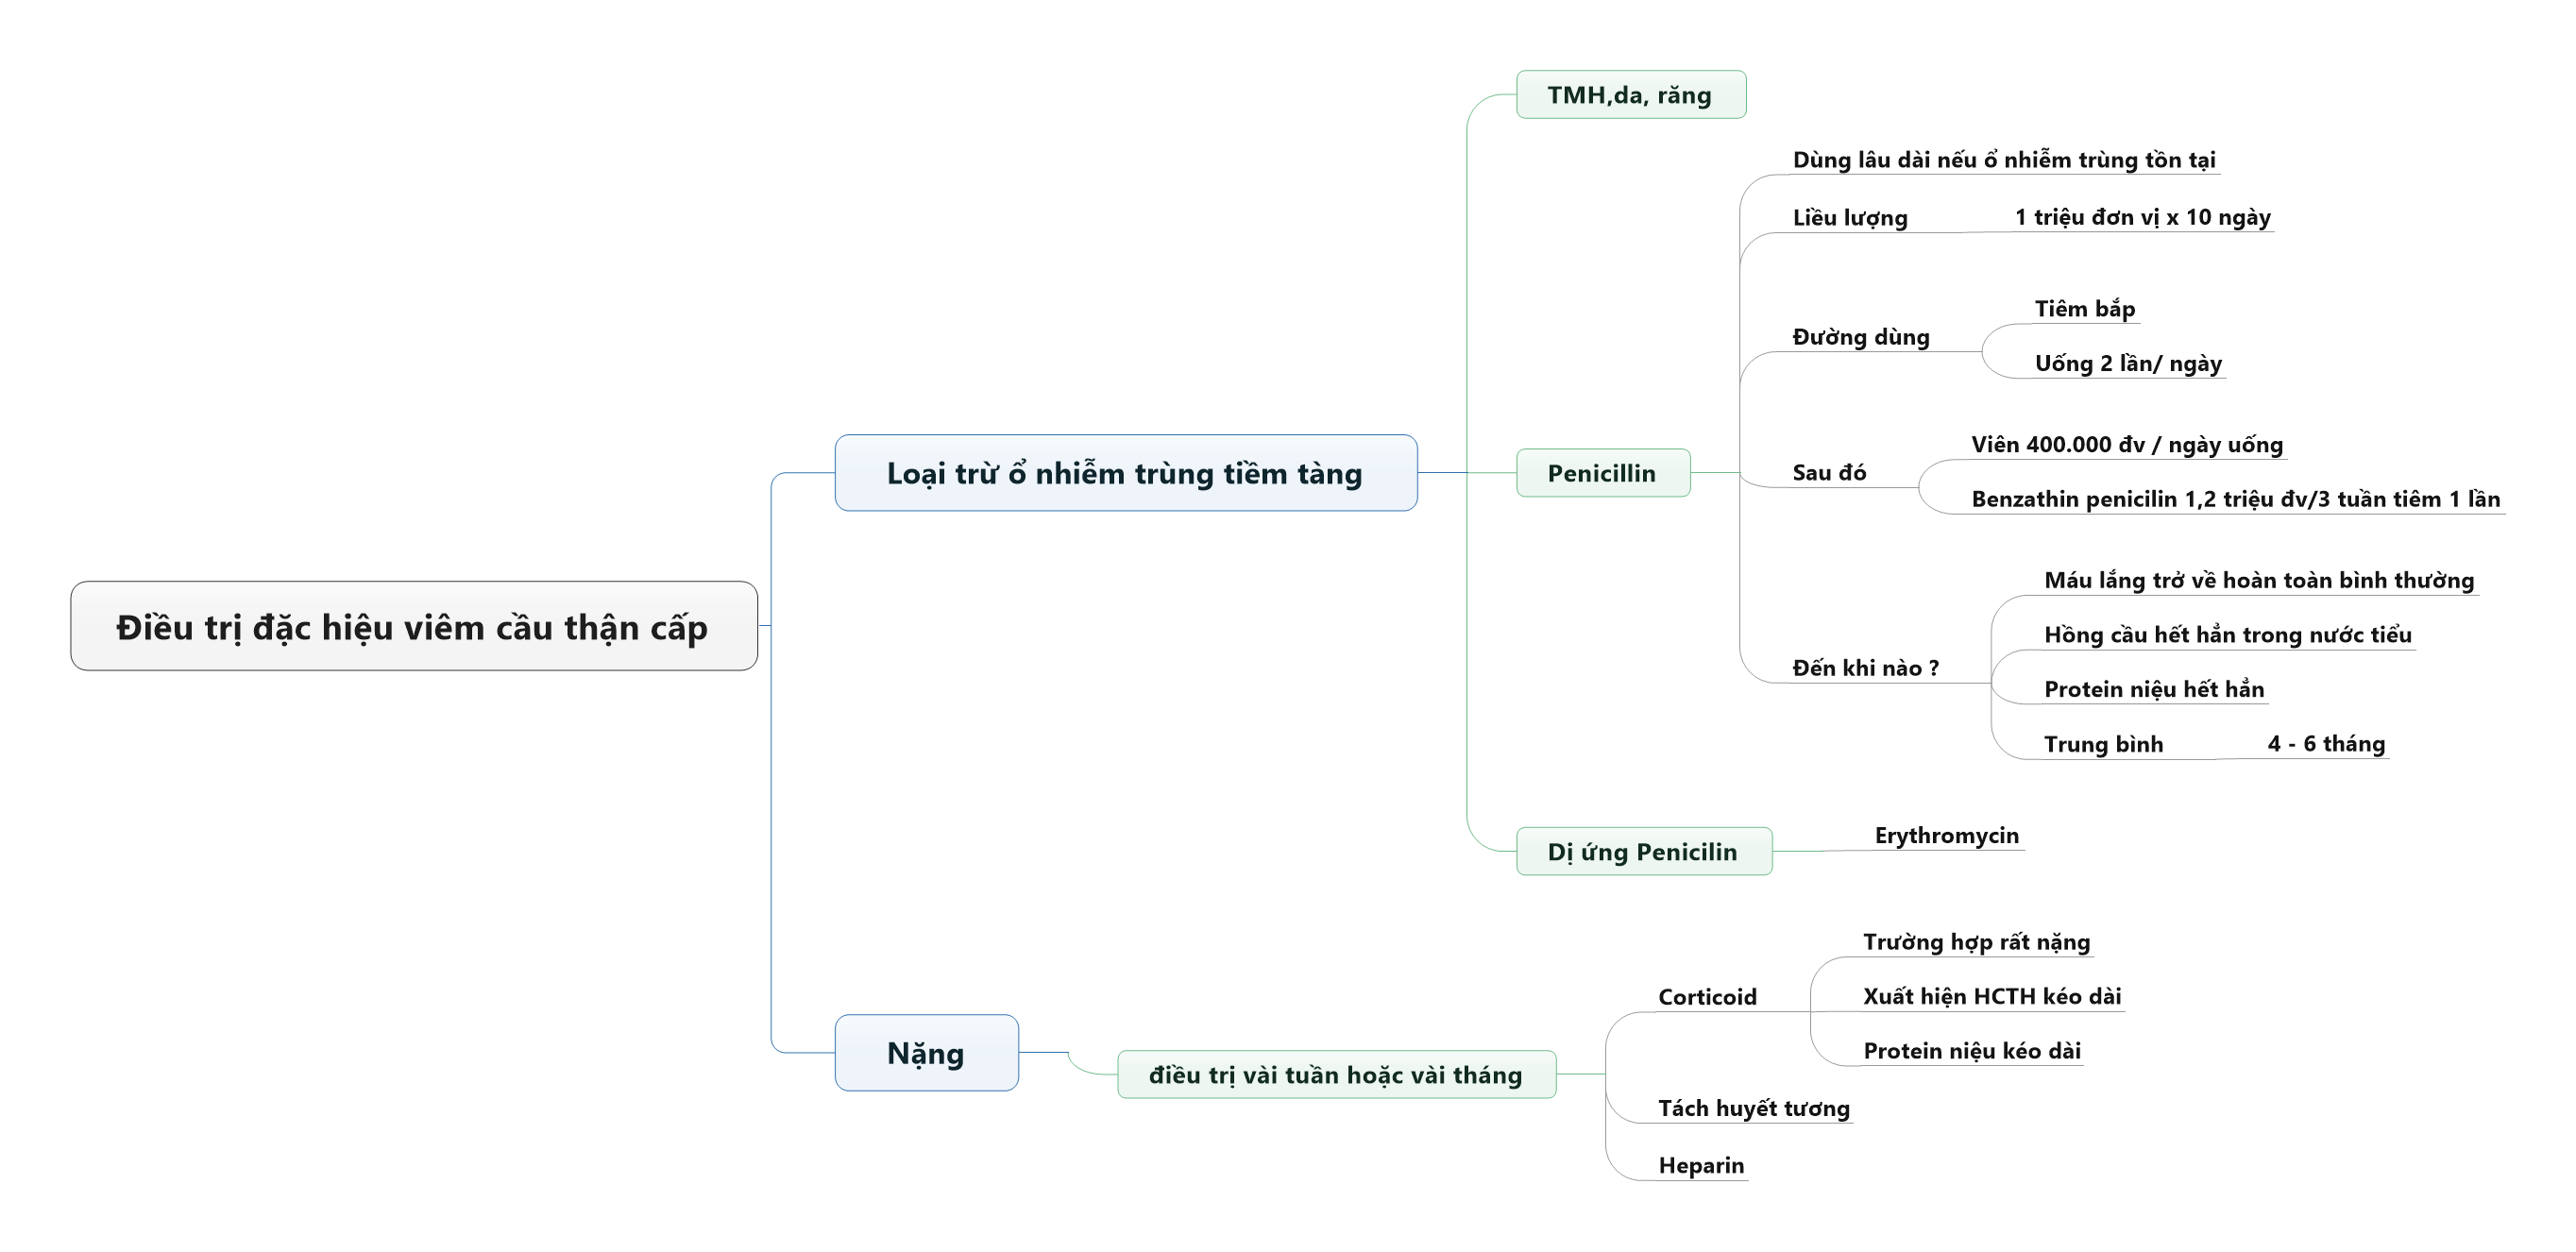 Điều trị đặc hiệu viêm cầu thận cấp
Loại trừ ổ nhiễm trùng tiềm tàng
TMH,da, răng
Penicillin
Dùng lâu dài nếu ổ nhiễm trùng tồn tại
Liều lượng
1 triệu đơn vị x 10 ngày
Đường dùng
Tiêm bắp
Uống 2 lần/ ngày
Sau đó
Viên 400.000 đv / ngày uống
Benzathin penicilin 1,2 triệu đv/3 tuần tiêm 1 lần
Đến khi nào ?
Máu lắng trở về hoàn toàn bình thường
Hồng cầu hết hẳn trong nước tiểu
Protein niệu hết hẳn
Trung bình
4 - 6 tháng
Dị ứng Penicilin
Erythromycin
Nặng
điều trị vài tuần hoặc vài tháng
Corticoid
Trường hợp rất nặng
Xuất hiện HCTH kéo dài
Protein niệu kéo dài
Tách huyết tương
Heparin